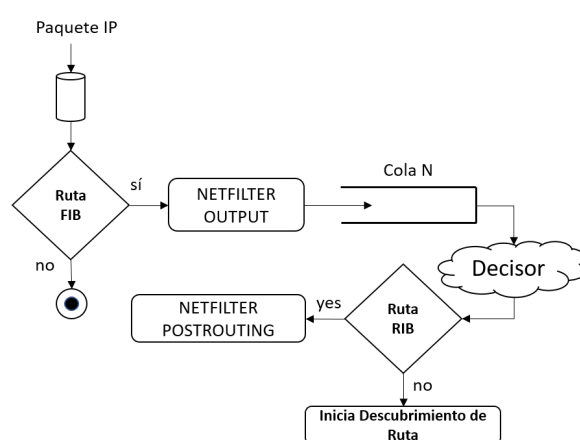 Paquete IP
Ruta
FIB
sí
no
NETFILTER
OUTPUT
Cola N
Decisor
Ruta
RIB
yes
no
NETFILTER
POSTROUTING
Inicia Descubrimiento de
Ruta